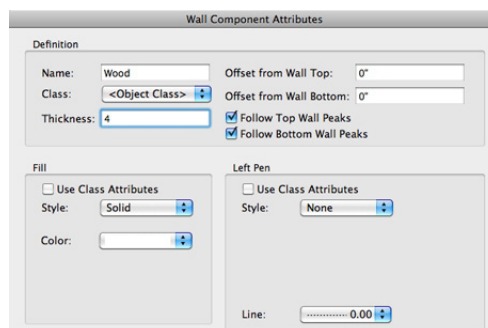 Wall Component Attributes
Definition
Name: Wood
Class: <Object Class>
Thickness: 4
Offset from Wall Top: 0"
Offset from Wall Bottom: 0"
Follow Top Wall Peaks
Follow Bottom Wall Peaks
Fill
Use Class Attributes
Style: Solid
Color:
Left Pen
Use Class Attributes
Style: None
Line: 0.00